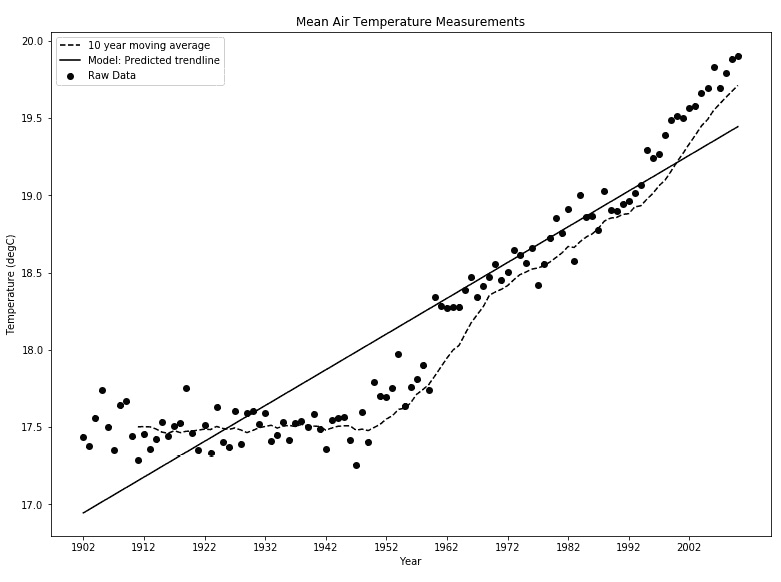 Mean Air Temperature Measurements
10 year moving average
Model: Predicted trendline
Raw Data
20.0
19.5
19.0
18.5
18.0
17.5
17.0
Temperature (degC)
1902 1912 1922 1932 1942 1952 1962 1972 1982 1992 2002
Year